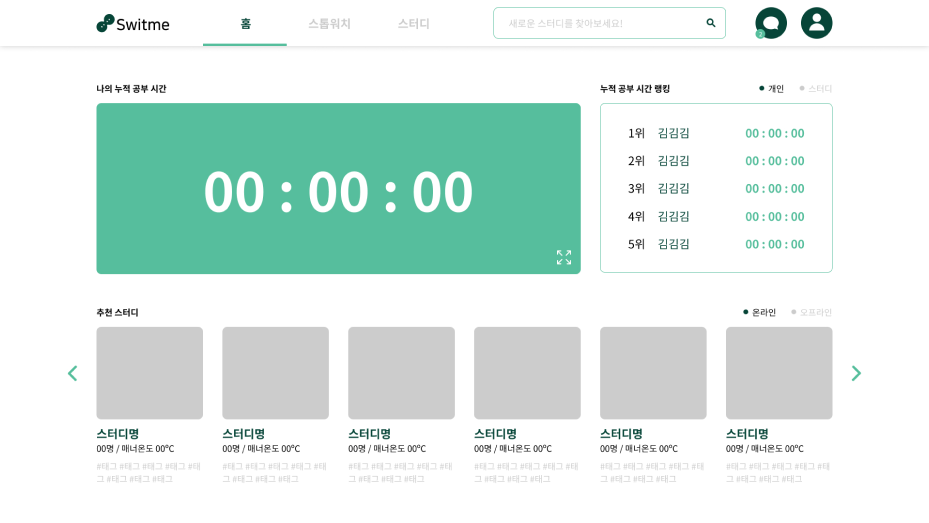 Switme
홈 스톱워치 스터디
새로운 스터디를 찾아보세요!
7
나의 누적 공부 시간
00 : 00 : 00
누적 공부 시간 랭킹
개인 스터디
1위 김김김 00 : 00 : 00
2위 김김김 00 : 00 : 00
3위 김김김 00 : 00 : 00
4위 김김김 00 : 00 : 00
5위 김김김 00 : 00 : 00
추천 스터디
온라인 오프라인
스터디명
00명 / 매너온도 00℃
#태그 #태그 #태그 #태그 #태
그 #태그 #태그 #태그
스터디명
00명 / 매너온도 00℃
#태그 #태그 #태그 #태그 #태
그 #태그 #태그 #태그
스터디명
00명 / 매너온도 00℃
#태그 #태그 #태그 #태그 #태
그 #태그 #태그 #태그
스터디명
00명 / 매너온도 00℃
#태그 #태그 #태그 #태그 #태
그 #태그 #태그 #태그
스터디명
00명 / 매너온도 00℃
#태그 #태그 #태그 #태그 #태
그 #태그 #태그 #태그
스터디명
00명 / 매너온도 00℃
#태그 #태그 #태그 #태그 #태
그 #태그 #태그 #태그